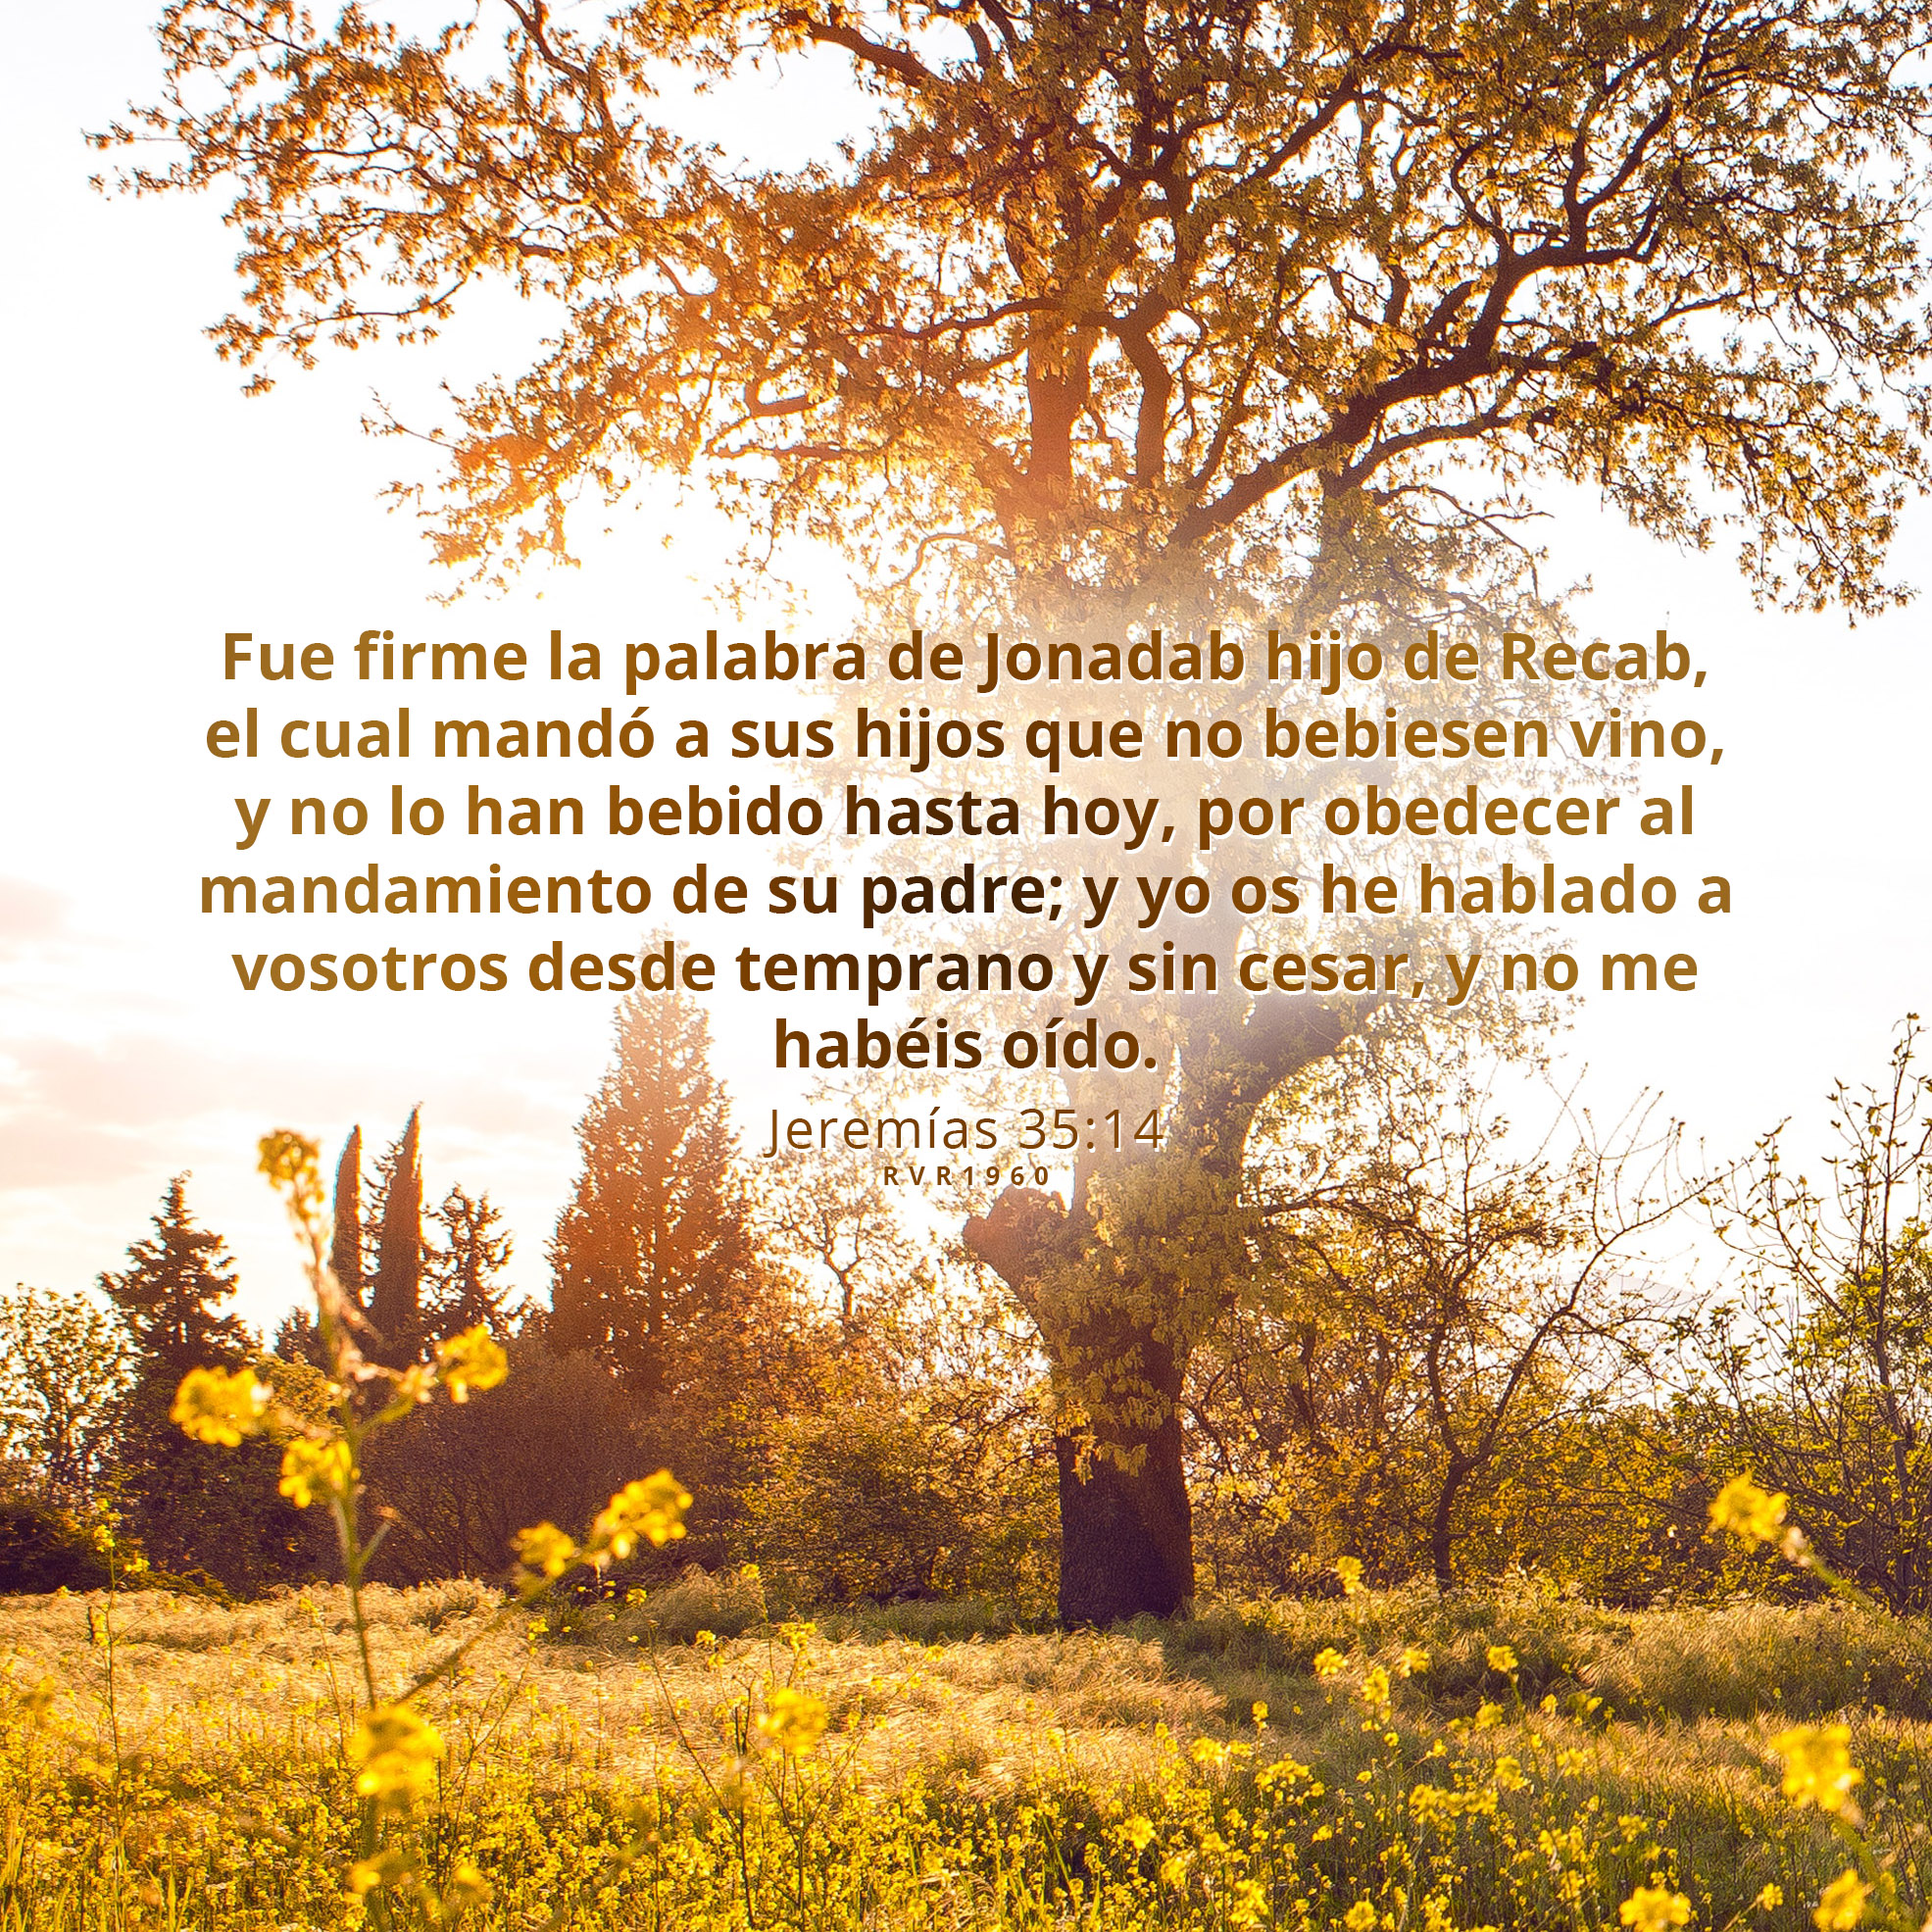 Fue firme la palabra de Jonadab hijo de Recab,
el cual mandó a sus hijos que no bebiesen vino,
y no lo han bebido hasta hoy, por obedecer al
mandamiento de su padre; y yo os he hablado a
vosotros desde temprano y sin cesar, y no me
habéis oído.
Jeremías 35:14
RVR1960